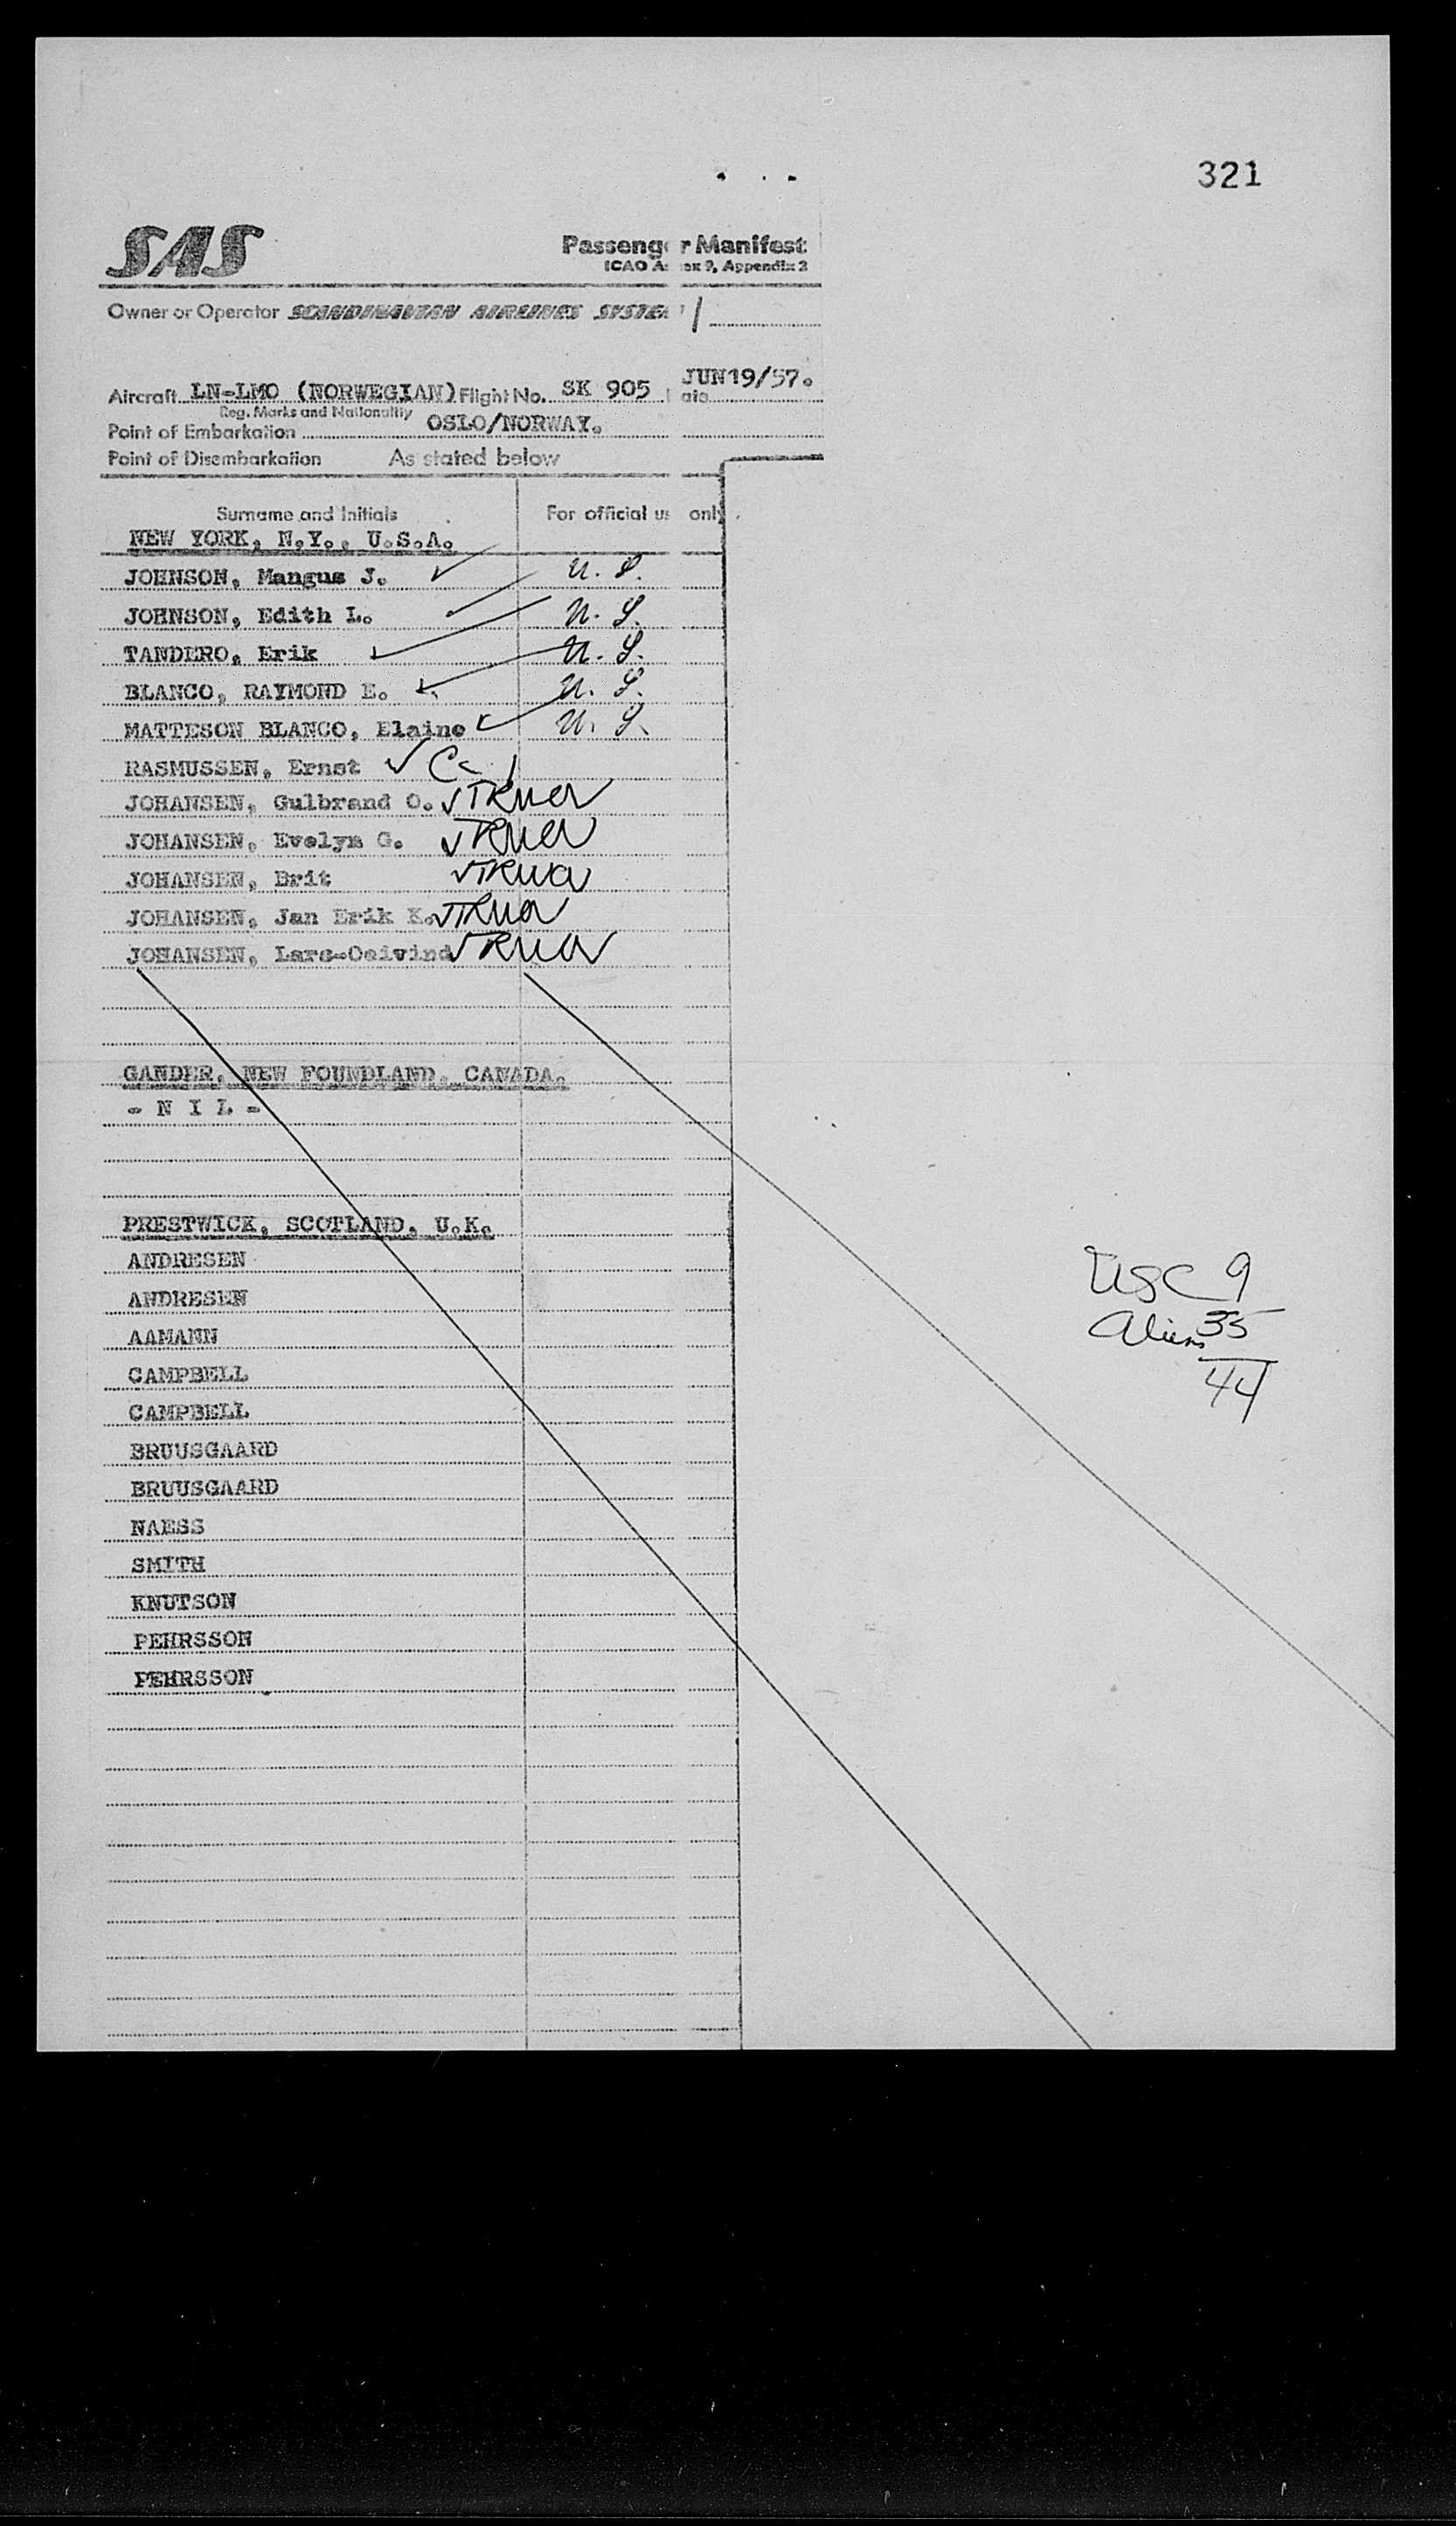 321
SAS
Passenger Manifest
ICAO Annex 9, Appendix 2
Owner or Operator SCANDINAVIAN AIRLINES SYSTEM /
Aircraft LN-LMO (NORWEGIAN) Flight No. SK 905 Date JUN19/57.
Reg. Marks and Nationality
Point of Embarkation OSLO/NORWAY.
Point of Disembarkation As stated below
Surname and Initials For official use only
NEW YORK, N.Y., U.S.A.
JOHNSON, Mangus J. ✓ U. S.
JOHNSON, Edith L. ✓ U. S.
TANDERO, Erik ✓ U. S.
BLANCO, RAYMOND E. ✓ U. S.
MATTESON BLANCO, Elaine ✓ U. S.
RASMUSSEN, Ernst ✓
JOHANSEN, Gulbrand O. ✓
JOHANSEN, Evelyn G. ✓
JOHANSEN, Brit ✓
JOHANSEN, Jan Erik K. ✓
JOHANSEN, Lars-Oeivind ✓
GANDER, NEW FOUNDLAND, CANADA.
- N I L -
PRESTWICK, SCOTLAND, U.K.
ANDRESEN
ANDRESEN
AAMANN
CAMPBELL
CAMPBELL
BRUUSGAARD
BRUUSGAARD
NAESS
SMITH
KNUTSON
PEHRSSON
PEHRSSON
USC 9
Aliens 35
44